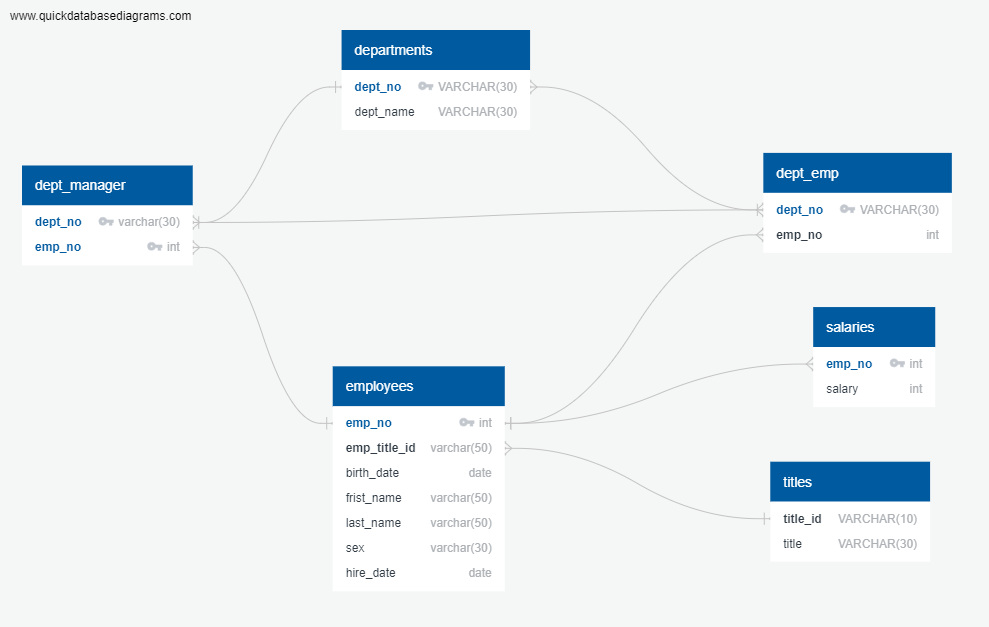 www.quickdatabasediagrams.com
departments
dept_no VARCHAR(30)
dept_name VARCHAR(30)
dept_manager
dept_no varchar(30)
emp_no int
dept_emp
dept_no VARCHAR(30)
emp_no int
salaries
emp_no int
salary int
employees
emp_no int
emp_title_id varchar(50)
birth_date date
frist_name varchar(50)
last_name varchar(50)
sex varchar(30)
hire_date date
titles
title_id VARCHAR(10)
title VARCHAR(30)